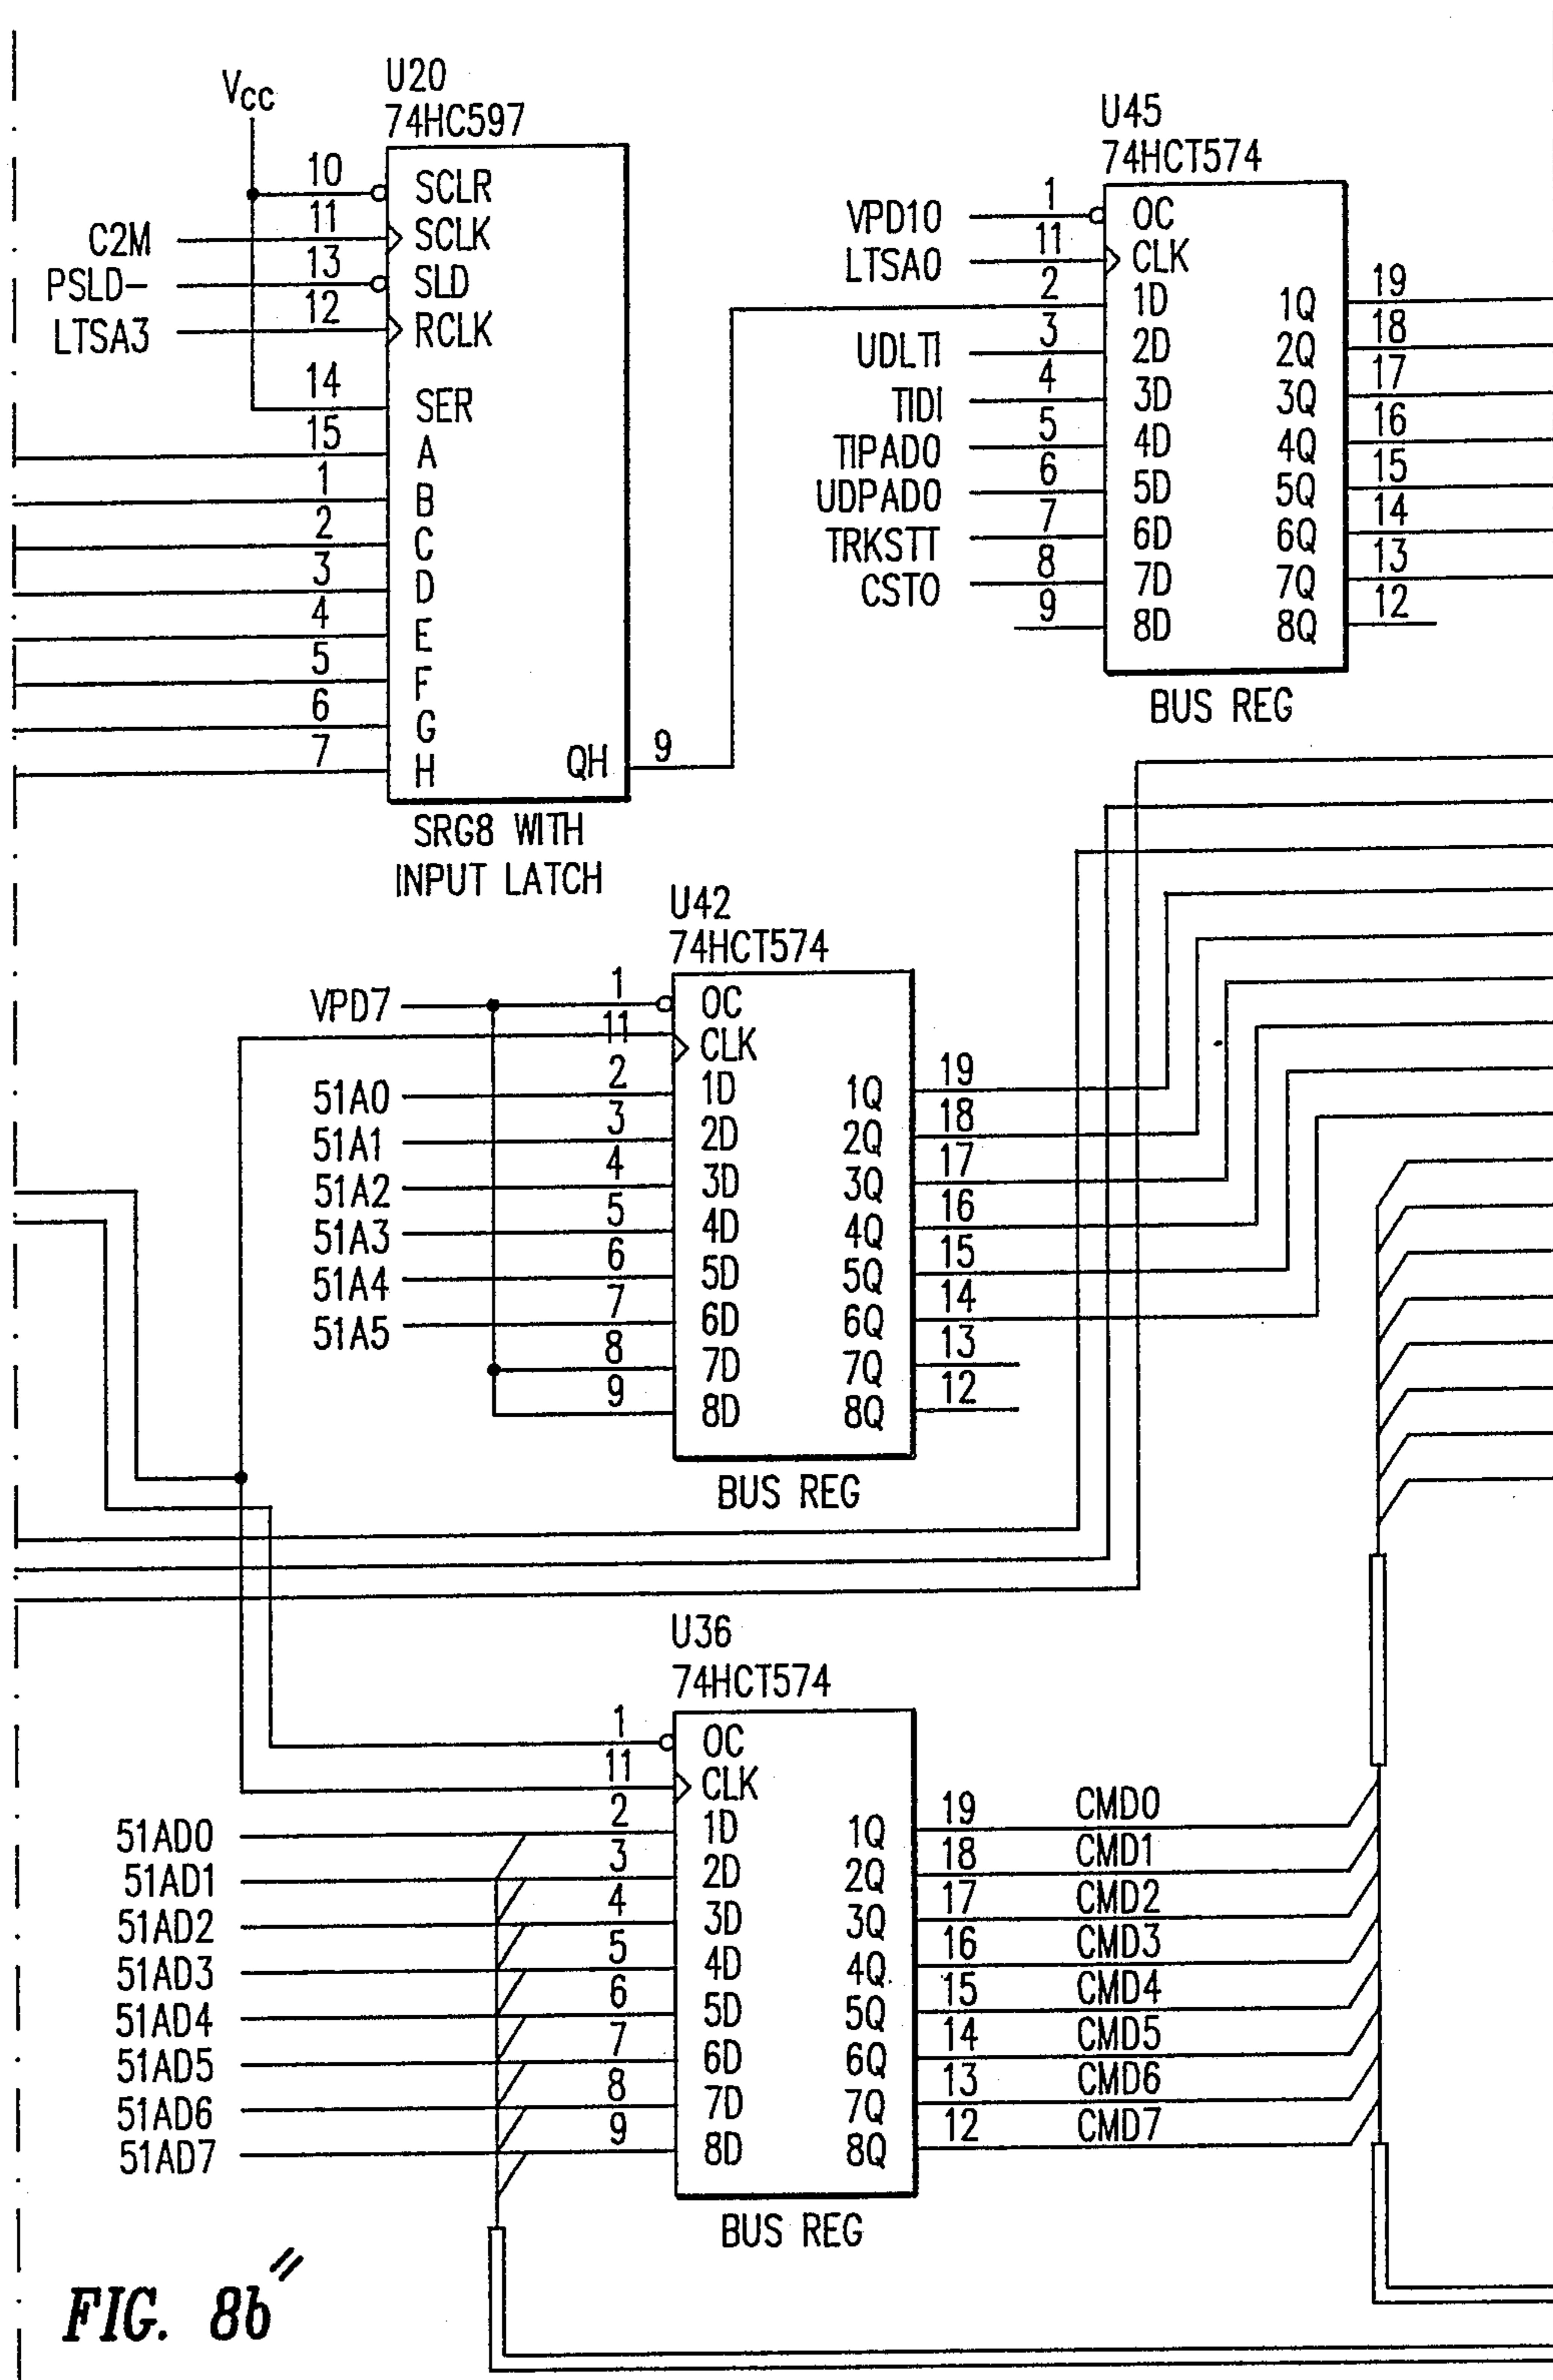 Vcc
U20
74HC597
10 SCLR
C2M 11 SCLK
PSLD- 13 SLD
LTSA3 12 RCLK
14 SER
15 A
1 B
2 C
3 D
4 E
5 F
6 G
7 H QH 9
SRG8 WITH
INPUT LATCH
U45
74HCT574
VPD10 1 OC
LTSA0 11 CLK
2 1D 1Q 19
UDLTI 3 2D 2Q 18
TIDI 4 3D 3Q 17
TIPAD0 5 4D 4Q 16
UDPAD0 6 5D 5Q 15
TRKSTT 7 6D 6Q 14
CST0 8 7D 7Q 13
9 8D 8Q 12
BUS REG
U42
74HCT574
VPD7 1 OC
11 CLK
51A0 2 1D 1Q 19
51A1 3 2D 2Q 18
51A2 4 3D 3Q 17
51A3 5 4D 4Q 16
51A4 6 5D 5Q 15
51A5 7 6D 6Q 14
8 7D 7Q 13
9 8D 8Q 12
BUS REG
U36
74HCT574
1 OC
11 CLK
51AD0 2 1D 1Q 19 CMD0
51AD1 3 2D 2Q 18 CMD1
51AD2 4 3D 3Q 17 CMD2
51AD3 5 4D 4Q 16 CMD3
51AD4 6 5D 5Q 15 CMD4
51AD5 7 6D 6Q 14 CMD5
51AD6 8 7D 7Q 13 CMD6
51AD7 9 8D 8Q 12 CMD7
BUS REG
FIG. 8b"